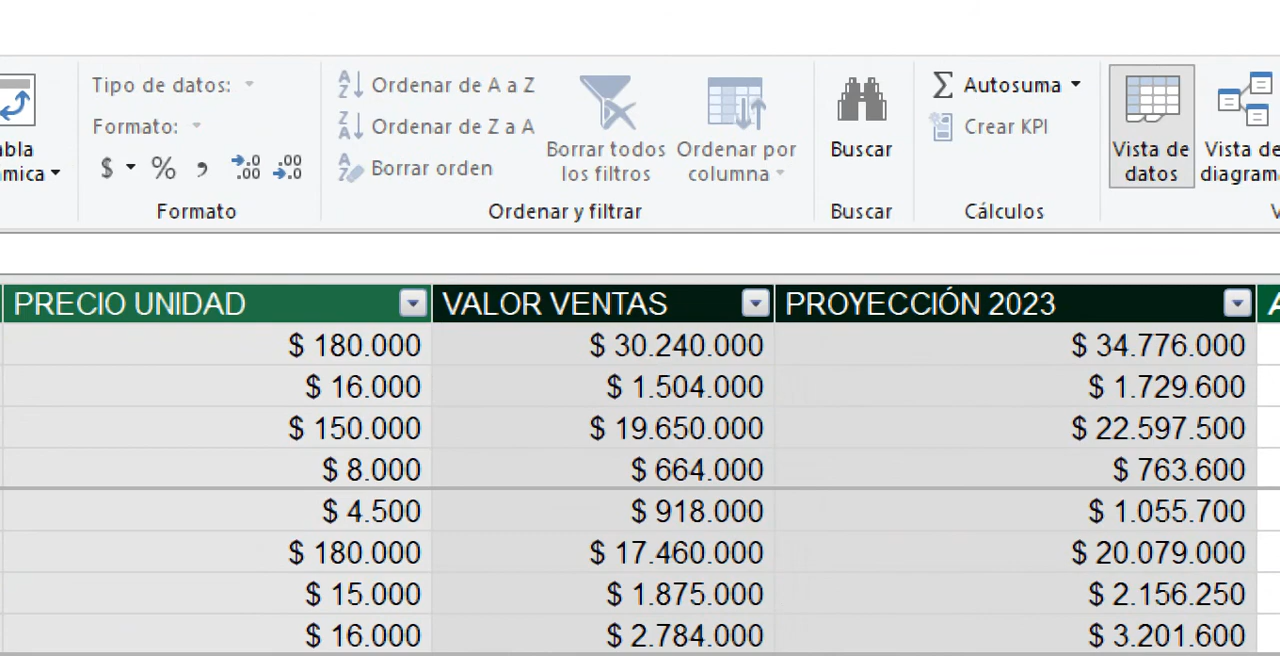 Tipo de datos:
Formato:
$ % , .0 .00 .00 .0
Formato
A Z Ordenar de A a Z
Z A Ordenar de Z a A
A Z Borrar orden
Borrar todos
los filtros
Ordenar por
columna
Ordenar y filtrar
Buscar
Buscar
Σ Autosuma
Crear KPI
Cálculos
Vista de
datos
Vista de
PRECIO UNIDAD VALOR VENTAS PROYECCIÓN 2023
$ 180.000 $ 30.240.000 $ 34.776.000
$ 16.000 $ 1.504.000 $ 1.729.600
$ 150.000 $ 19.650.000 $ 22.597.500
$ 8.000 $ 664.000 $ 763.600
$ 4.500 $ 918.000 $ 1.055.700
$ 180.000 $ 17.460.000 $ 20.079.000
$ 15.000 $ 1.875.000 $ 2.156.250
$ 16.000 $ 2.784.000 $ 3.201.600